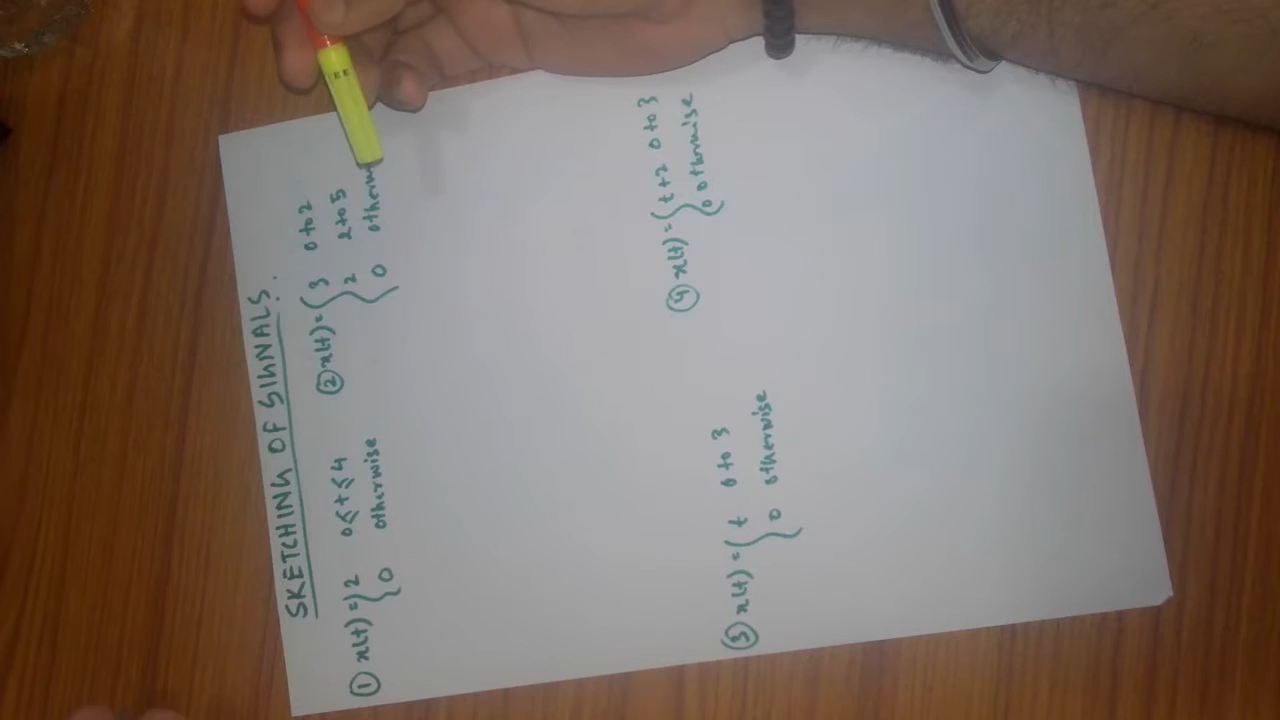 SKETCHING OF SIGNALS:
① x(t) = { 2 0≤t≤4
0 otherwise
② x(t) = { 3 0 to 2
2 2 to 5
0 otherw
③ x(t) = { t 0 to 3
0 otherwise
④ x(t) = { t+2 0 to 3
0 otherwise